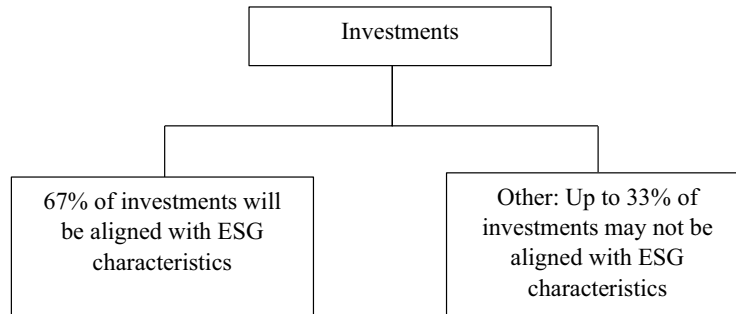 Investments
67% of investments will
be aligned with ESG
characteristics
Other: Up to 33% of
investments may not be
aligned with ESG
characteristics